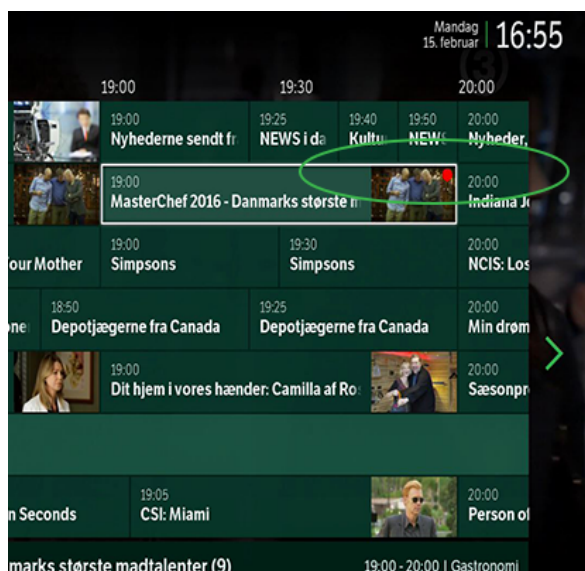 Mandag
15. februar
16:55
19:00 19:30 20:00
19:00 19:25 19:40 19:50 20:00
Nyhederne sendt fr NEWS i da Kultu NEWS Nyheder,
19:00 20:00
MasterChef 2016 - Danmarks største Indiana Jo
19:00 19:30 20:00
our Mother Simpsons Simpsons NCIS: Los
18:50 19:25 20:00
one Depotjægerne fra Canada Depotjægerne fra Canada Min drøm
19:00 20:00
Dit hjem i vores hænder: Camilla af Ro Sæsonpr
19:05 20:00
n Seconds CSI: Miami Person of
marks største madtalenter (9) 19:00 - 20:00 | Gastronomi